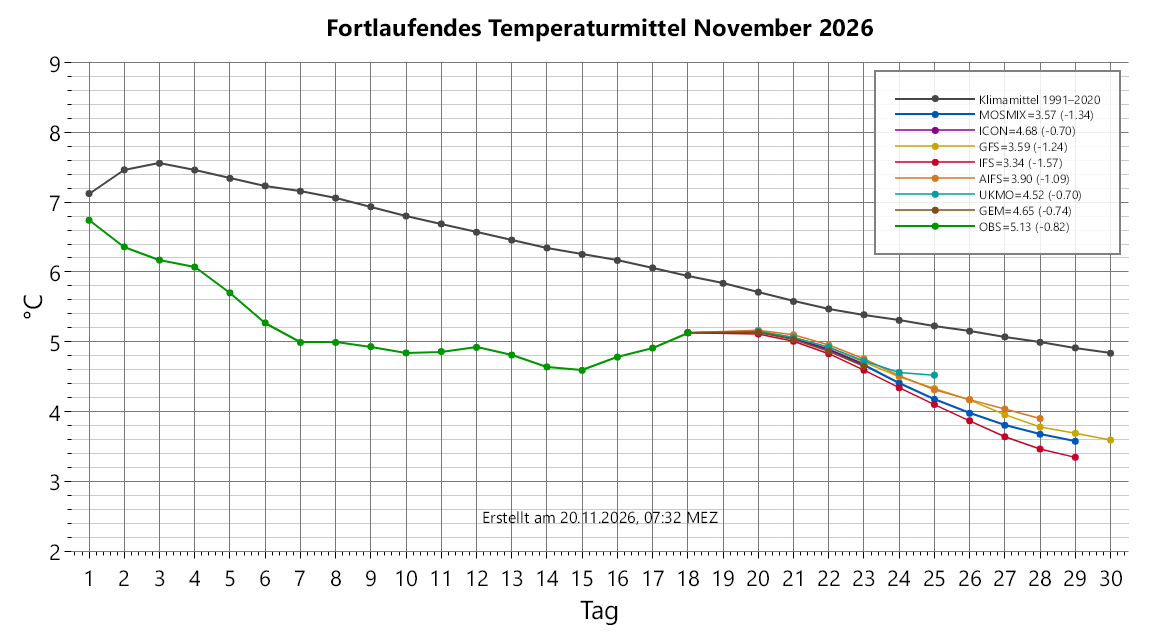 Fortlaufendes Temperaturmittel November 2026
9
8
7
6
5
4
3
2
°C
Klimamittel 1991–2020
MOSMIX=3.57 (-1.34)
ICON=4.68 (-0.70)
GFS=3.59 (-1.24)
IFS=3.34 (-1.57)
AIFS=3.90 (-1.09)
UKMO=4.52 (-0.70)
GEM=4.65 (-0.74)
OBS=5.13 (-0.82)
Erstellt am 20.11.2026, 07:32 MEZ
1 2 3 4 5 6 7 8 9 10 11 12 13 14 15 16 17 18 19 20 21 22 23 24 25 26 27 28 29 30
Tag